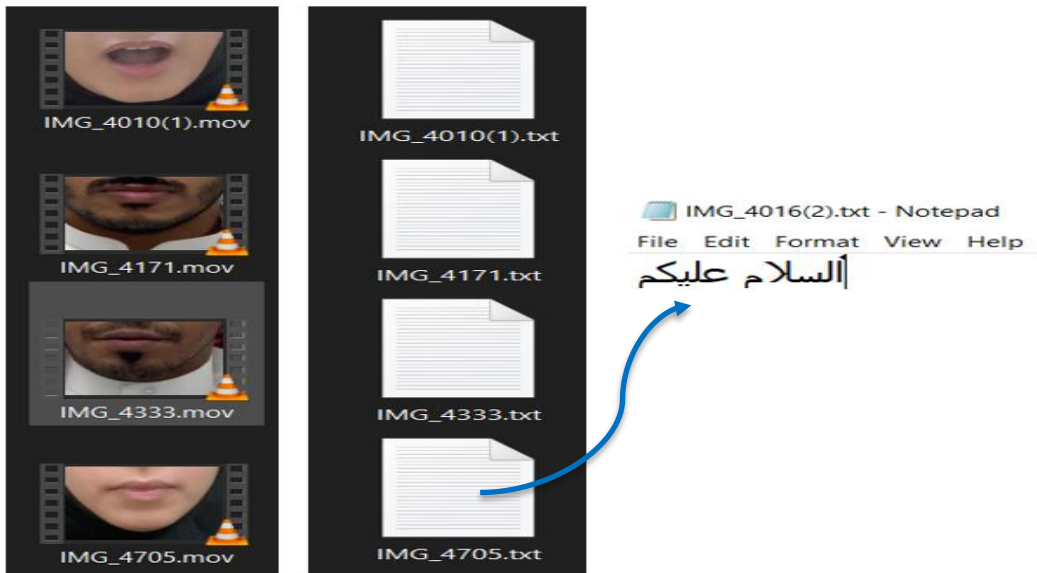 IMG_4010(1).mov
IMG_4171.mov
IMG_4333.mov
IMG_4705.mov
IMG_4010(1).txt
IMG_4171.txt
IMG_4333.txt
IMG_4705.txt
IMG_4016(2).txt - Notepad
File Edit Format View Help
السلام عليكم